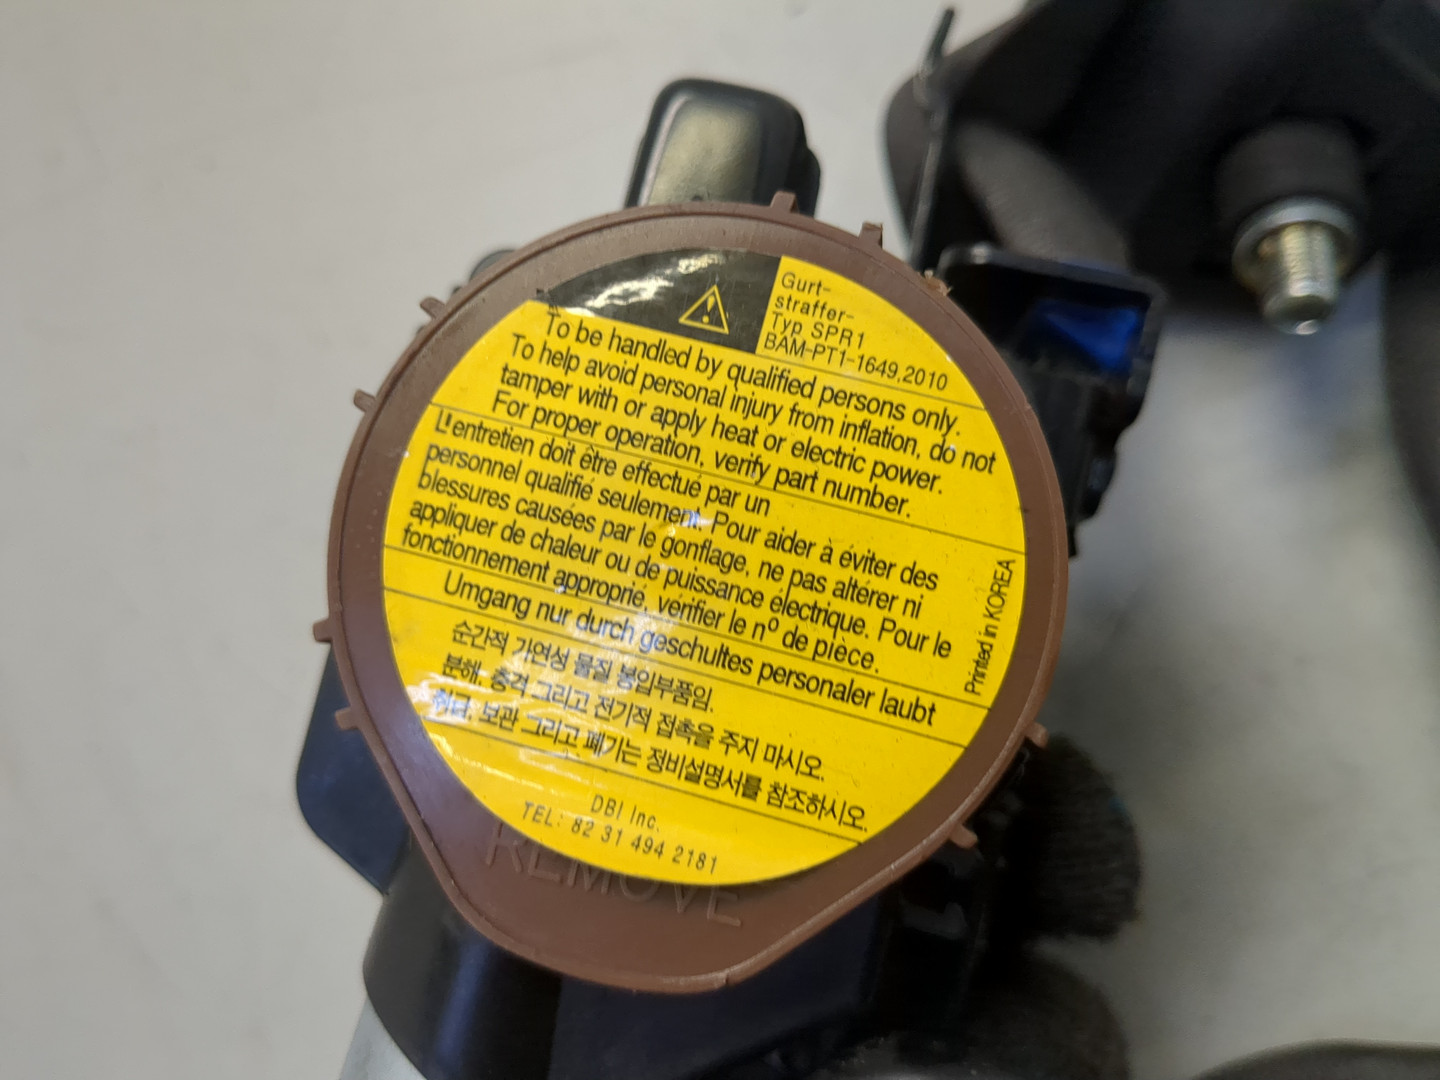 Gurt-
straffer-
Typ SPR1
BAM-PT1-1649,2010
To be handled by qualified persons only.
To help avoid personal injury from inflation, do not
tamper with or apply heat or electric power.
For proper operation, verify part number.
L'entretien doit être effectué par un
personnel qualifié seulement. Pour aider à éviter des
blessures causées par le gonflage, ne pas altérer ni
appliquer de chaleur ou de puissance électrique. Pour le
fonctionnement approprié, vérifier le nº de pièce.
Umgang nur durch geschultes personaler laubt
순간적 가연성 물질 봉입부품임.
분해, 충격 그리고 전기적 접촉을 주지 마시오.
취급, 보관 그리고 폐기는 정비설명서를 참조하시오.
DBI Inc.
TEL: 82 31 494 2181
Printed in KOREA
REMOVE